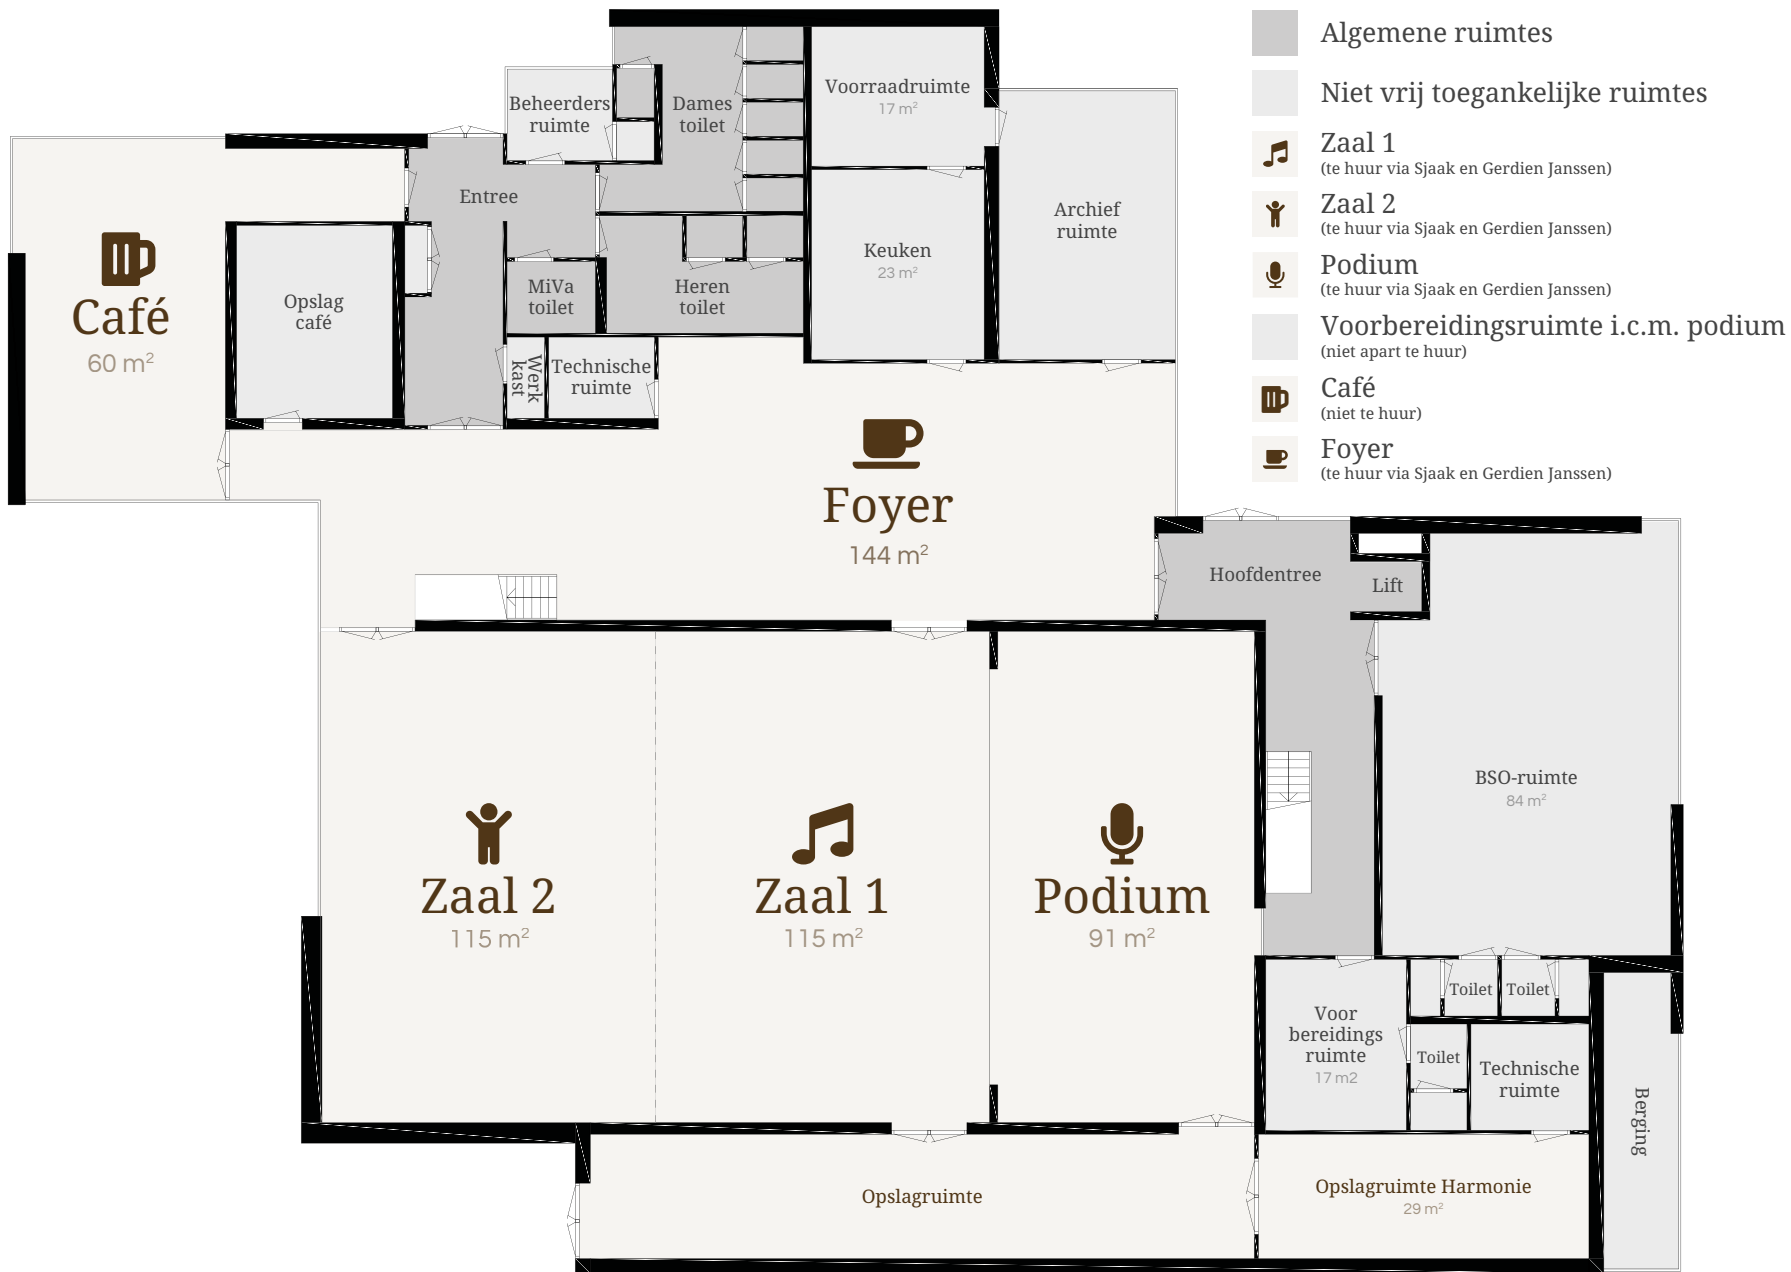 Algemene ruimtes
Niet vrij toegankelijke ruimtes
Zaal 1
(te huur via Sjaak en Gerdien Janssen)
Zaal 2
(te huur via Sjaak en Gerdien Janssen)
Podium
(te huur via Sjaak en Gerdien Janssen)
Voorbereidingsruimte i.c.m. podium
(niet apart te huur)
Café
(niet te huur)
Foyer
(te huur via Sjaak en Gerdien Janssen)
Beheerders
ruimte
Dames
toilet
Voorraadruimte
17 m²
Entree
Archief
ruimte
Keuken
23 m²
Café
60 m²
Opslag
café
MiVa
toilet
Heren
toilet
Werk
kast
Technische
ruimte
Foyer
144 m²
Hoofdentree
Lift
BSO-ruimte
84 m²
Zaal 2
115 m²
Zaal 1
115 m²
Podium
91 m²
Toilet
Toilet
Voor
bereidings
ruimte
17 m2
Toilet
Technische
ruimte
Berging
Opslagruimte
Opslagruimte Harmonie
29 m²